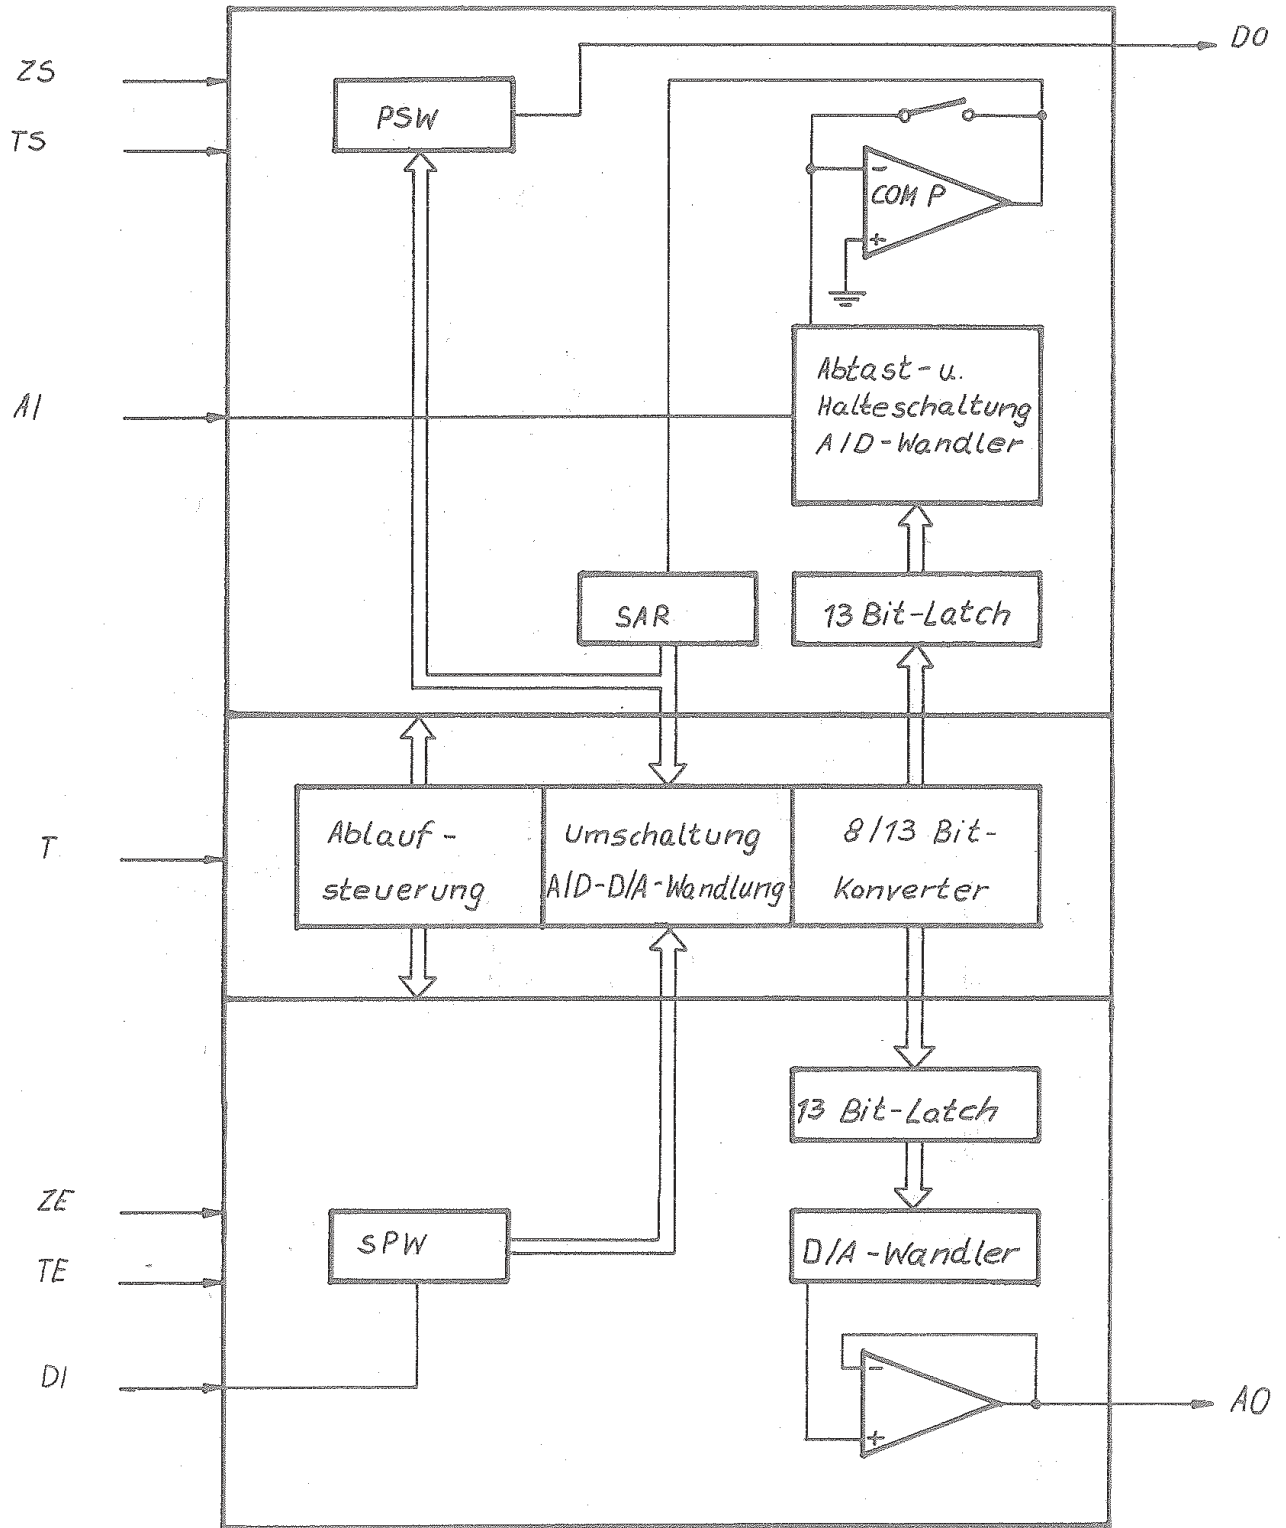 DO
ZS
PSW
TS
-
COMP
+
Abtast- u.
Halteschaltung
A/D-Wandler
AI
SAR
13 Bit-Latch
T
Ablauf-
steuerung
Umschaltung
A/D-D/A-Wandlung
8/13 Bit-
Konverter
13 Bit-Latch
ZE
SPW
D/A-Wandler
TE
DI
-
+
AO